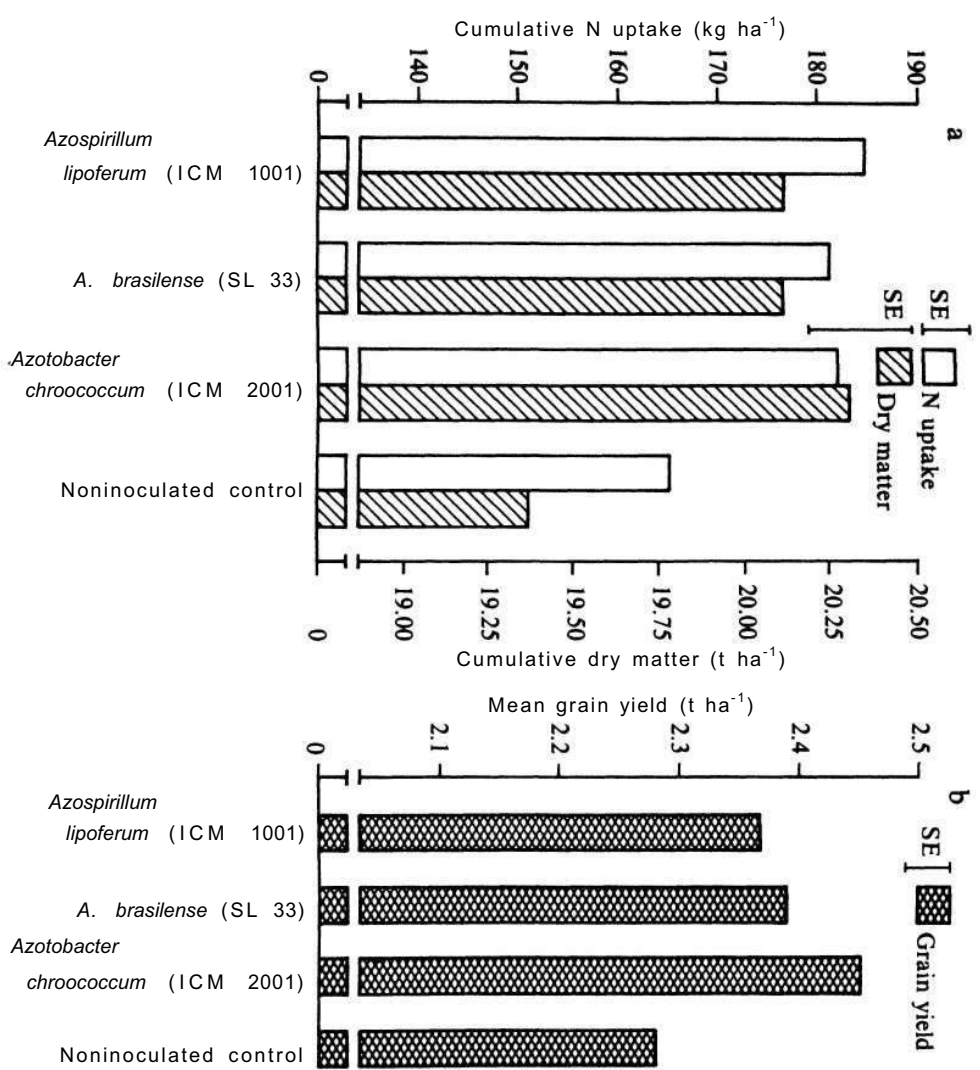 Cumulative N uptake (kg ha⁻¹)
0
140
150
160
170
182
190
a
Azospirillum
lipoferum (ICM 1001)
A. brasilense (SL 33)
Azotobacter
chroococcum (ICM 2001)
Noninoculated control
SE
N uptake
SE
Dry matter
0
19.00
19.25
19.50
19.75
20.00
20.25
20.50
Cumulative dry matter (t ha⁻¹)
Mean grain yield (t ha⁻¹)
0
2.1
2.2
2.3
2.4
2.5
b
Azospirillum
lipoferum (ICM 1001)
A. brasilense (SL 33)
Azotobacter
chroococcum (ICM 2001)
Noninoculated control
SE
Grain yield